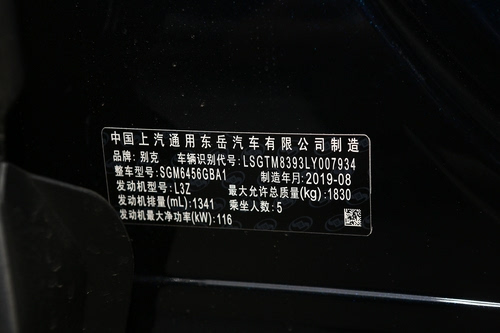 中国上汽通用东岳汽车有限公司制造
品牌: 别克 车辆识别代号: LSGTM8393LY007934
整车型号: SGM6456GBA1 制造年月: 2019-08
发动机型号: L3Z 最大允许总质量(kg): 1830
发动机排量(mL): 1341 乘坐人数: 5
发动机最大净功率(kW): 116